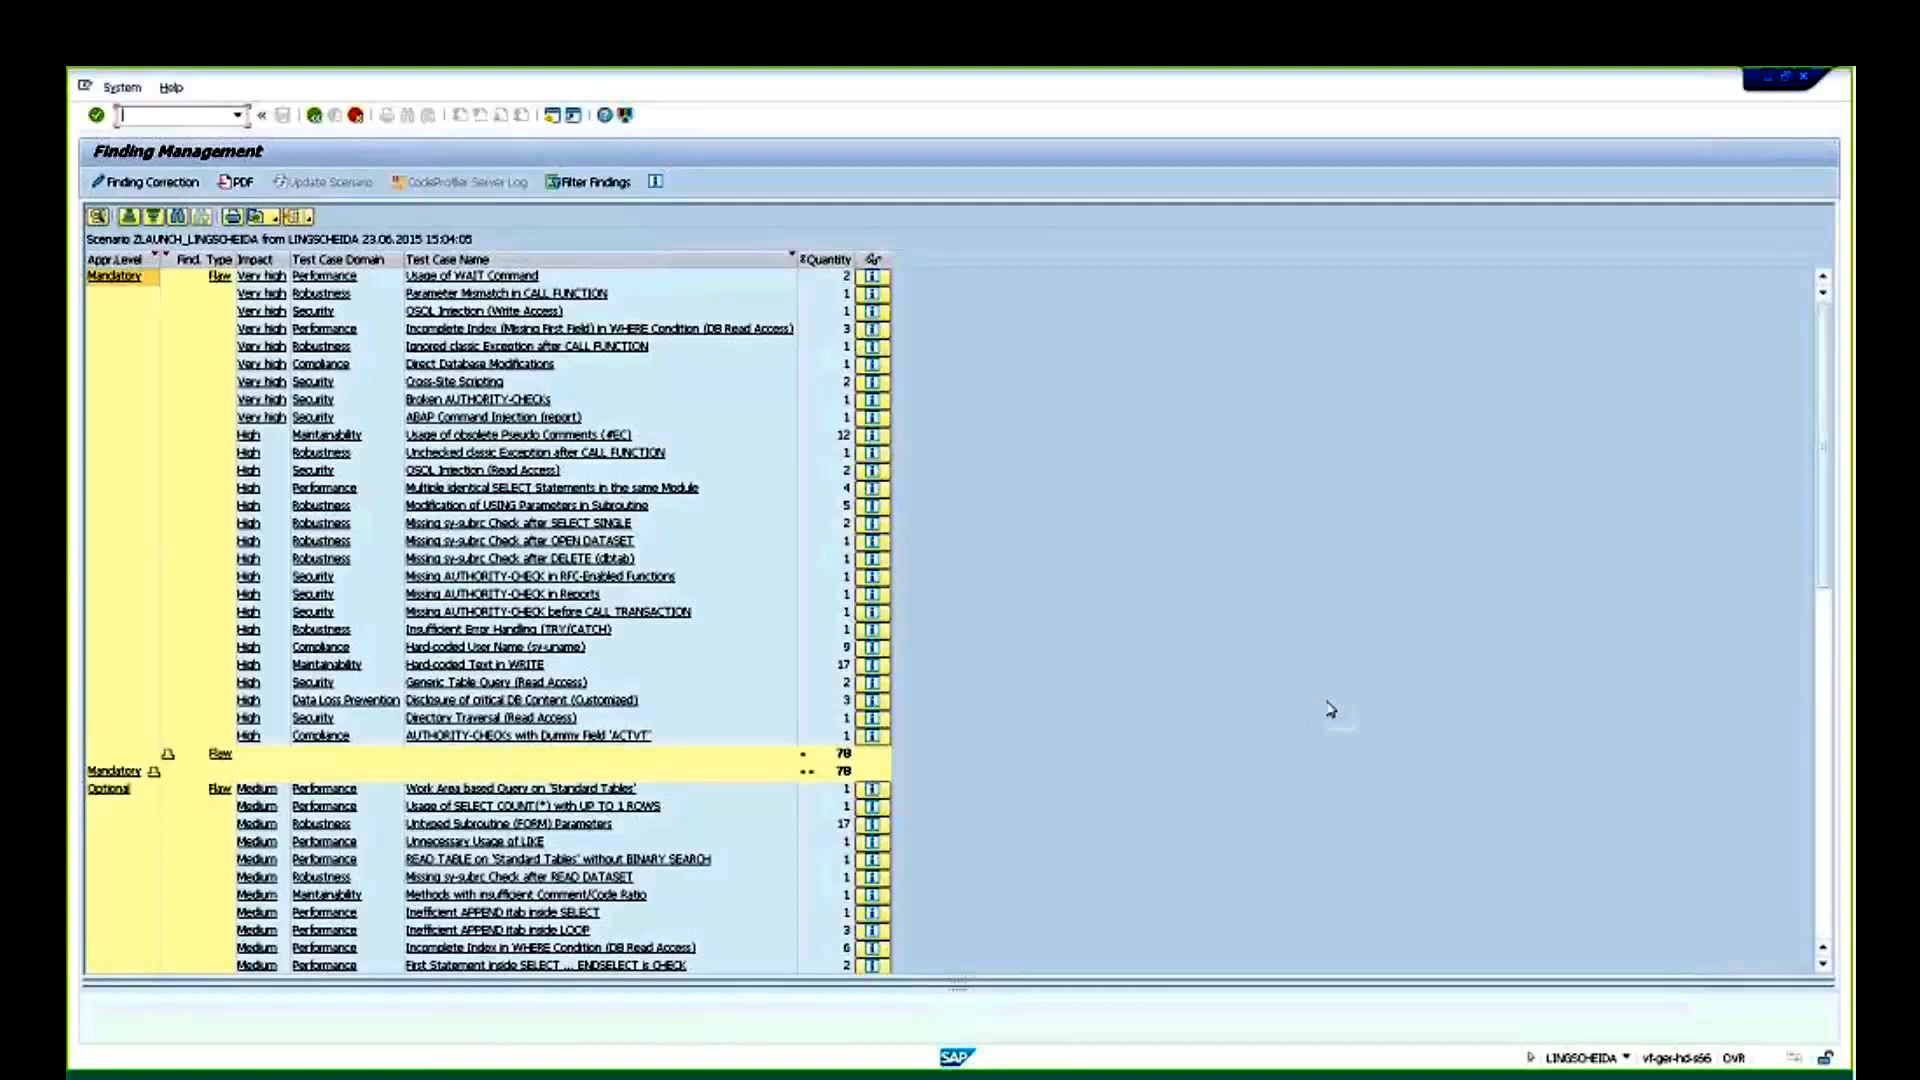 System Help
Finding Management
Finding Correction PDF Update Scenario CodeProfiler Server Log Filter Findings
Scenario ZLAUNCH_LINGSCHEIDA from LINGSCHEIDA 23.06.2015 15:04:05
Appr.Level Find. Type Impact Test Case Domain Test Case Name ΣQuantity
Mandatory Flaw Very high Performance Usage of WAIT Command 2
Very high Robustness Parameter Mismatch in CALL FUNCTION 1
Very high Security OSQL Injection (Write Access) 1
Very high Performance Incomplete Index (Missing First Field) in WHERE Condition (DB Read Access) 3
Very high Robustness Ignored classic Exception after CALL FUNCTION 1
Very high Compliance Direct Database Modifications 1
Very high Security Cross-Site Scripting 2
Very high Security Broken AUTHORITY-CHECKs 1
Very high Security ABAP Command Injection (report) 1
High Maintainability Usage of obsolete Pseudo Comments (#EC) 12
High Robustness Unchecked classic Exception after CALL FUNCTION 1
High Security OSQL Injection (Read Access) 2
High Performance Multiple identical SELECT Statements in the same Module 4
High Robustness Modification of USING Parameters in Subroutine 5
High Robustness Missing sy-subrc Check after SELECT SINGLE 2
High Robustness Missing sy-subrc Check after OPEN DATASET 1
High Robustness Missing sy-subrc Check after DELETE (dbtab) 1
High Security Missing AUTHORITY-CHECK in RFC-Enabled Functions 1
High Security Missing AUTHORITY-CHECK in Reports 1
High Security Missing AUTHORITY-CHECK before CALL TRANSACTION 1
High Robustness Insufficient Error Handling (TRY/CATCH) 1
High Compliance Hard-coded User Name (sy-uname) 9
High Maintainability Hard-coded Text in WRITE 17
High Security Generic Table Query (Read Access) 2
High Data Loss Prevention Disclosure of critical DB Content (Customized) 3
High Security Directory Traversal (Read Access) 1
High Compliance AUTHORITY-CHECKs with Dummy Field 'ACTVT' 1
Flaw 78
Mandatory 78
Optional Flaw Medium Performance Work Area based Query on 'Standard Tables' 1
Medium Performance Usage of SELECT COUNT(*) with UP TO 1 ROWS 1
Medium Robustness Untyped Subroutine (FORM) Parameters 17
Medium Performance Unnecessary Usage of LIKE 1
Medium Performance READ TABLE on 'Standard Tables' without BINARY SEARCH 1
Medium Robustness Missing sy-subrc Check after READ DATASET 1
Medium Maintainability Methods with insufficient Comment/Code Ratio 1
Medium Performance Inefficient APPEND itab inside SELECT 1
Medium Performance Inefficient APPEND itab inside LOOP 3
Medium Performance Incomplete Index in WHERE Condition (DB Read Access) 6
Medium Performance First Statement inside SELECT ... ENDSELECT is CHECK 2
SAP LINGSCHEIDA vf-ger-hd-s66 OVR